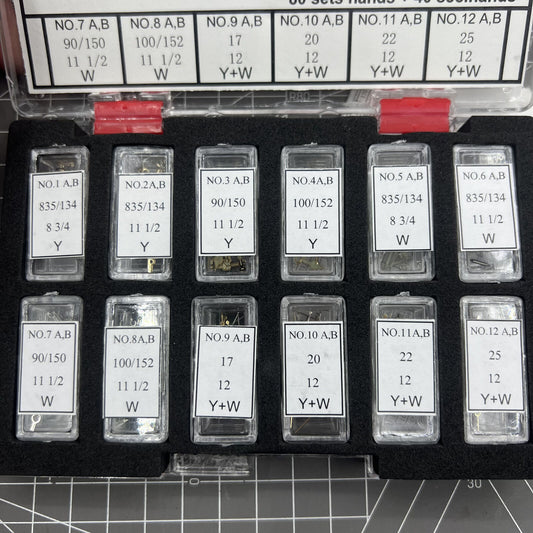 80 sets hands + 40 secinands
NO.7 A,B
90/150
11 1/2
W
NO.8 A,B
100/152
11 1/2
W
NO.9 A,B
17
12
Y+W
NO.10 A,B
20
12
Y+W
NO.11 A,B
22
12
Y+W
NO.12 A,B
25
12
Y+W
NO.1 A,B
835/134
8 3/4
Y
NO.2A,B
835/134
11 1/2
Y
NO.3 A,B
90/150
11 1/2
Y
NO.4A,B
100/152
11 1/2
Y
NO.5 A,B
835/134
8 3/4
W
NO.6 A,B
835/134
11 1/2
W
NO.7 A,B
90/150
11 1/2
W
NO.8A,B
100/152
11 1/2
W
NO.9 A,B
17
12
Y+W
NO.10 A,B
20
12
Y+W
NO.11A,B
22
12
Y+W
NO.12 A,B
25
12
Y+W
30